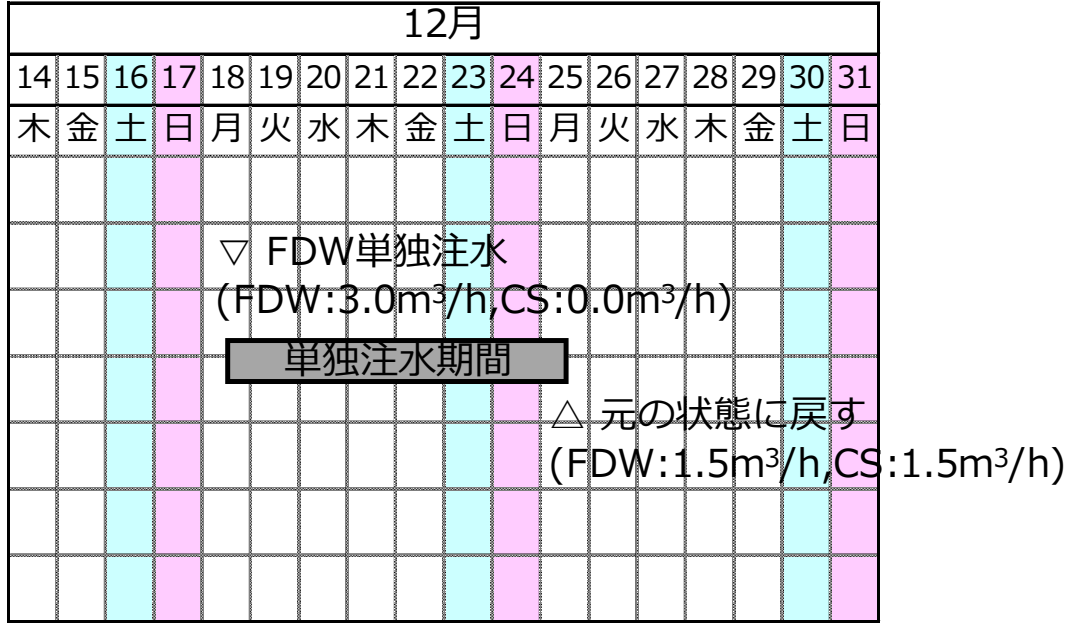 12月
14 15 16 17 18 19 20 21 22 23 24 25 26 27 28 29 30 31
木 金 土 日 月 火 水 木 金 土 日 月 火 水 木 金 土 日
▽ FDW単独注水
(FDW:3.0m³/h,CS:0.0m³/h)
単独注水期間
△ 元の状態に戻す
(FDW:1.5m³/h,CS:1.5m³/h)